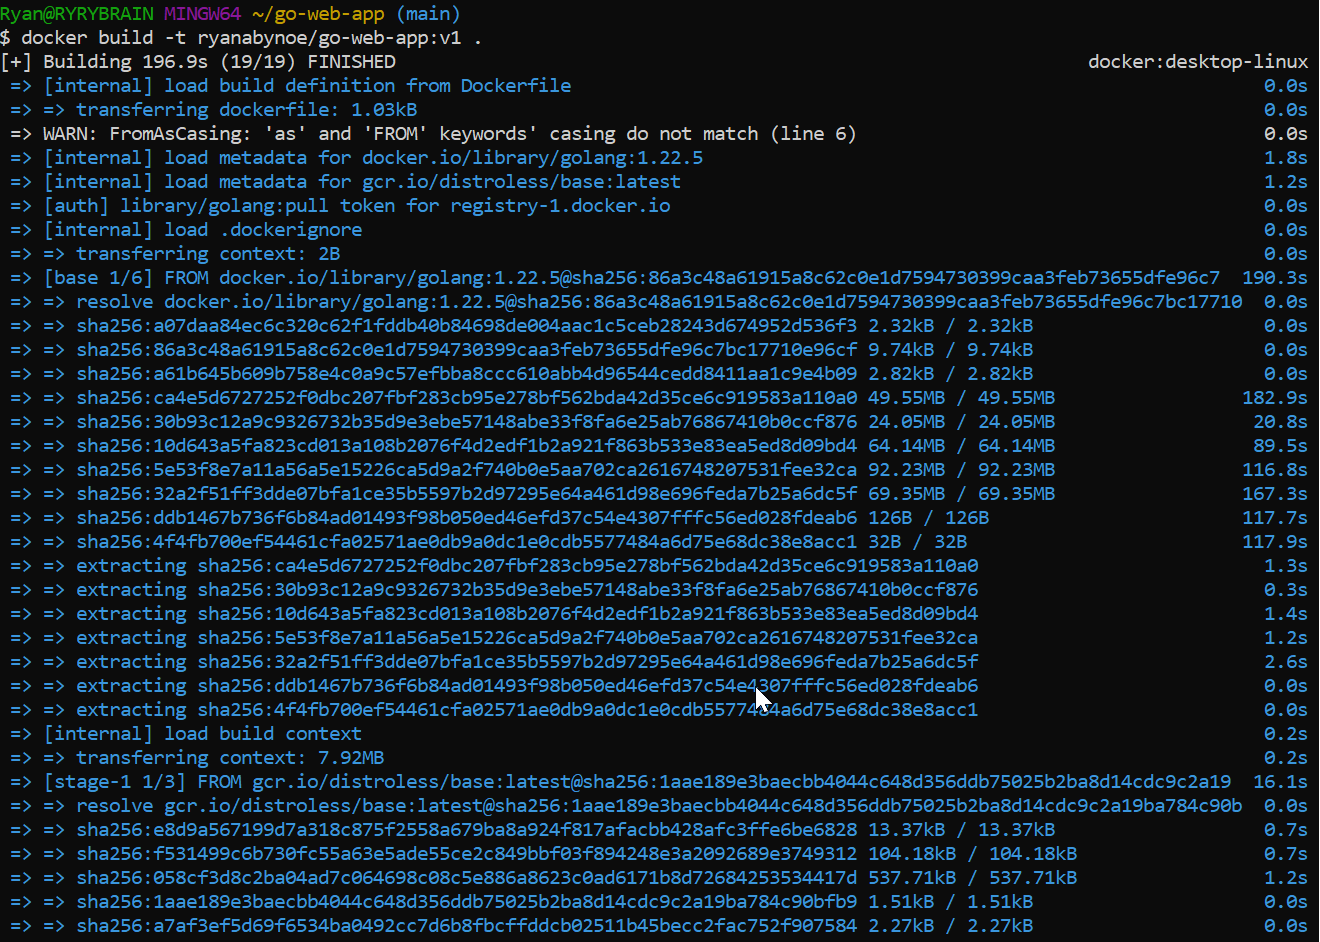 Ryan@RYRYBRAIN MINGW64 ~/go-web-app (main)
$ docker build -t ryanabynoe/go-web-app:v1 .
[+] Building 196.9s (19/19) FINISHED docker:desktop-linux
=> [internal] load build definition from Dockerfile 0.0s
=> => transferring dockerfile: 1.03kB 0.0s
=> WARN: FromAsCasing: 'as' and 'FROM' keywords' casing do not match (line 6) 0.0s
=> [internal] load metadata for docker.io/library/golang:1.22.5 1.8s
=> [internal] load metadata for gcr.io/distroless/base:latest 1.2s
=> [auth] library/golang:pull token for registry-1.docker.io 0.0s
=> [internal] load .dockerignore 0.0s
=> => transferring context: 2B 0.0s
=> [base 1/6] FROM docker.io/library/golang:1.22.5@sha256:86a3c48a61915a8c62c0e1d7594730399caa3feb73655dfe96c7 190.3s
=> => resolve docker.io/library/golang:1.22.5@sha256:86a3c48a61915a8c62c0e1d7594730399caa3feb73655dfe96c7bc17710 0.0s
=> => sha256:a07daa84ec6c320c62f1fddb40b84698de004aac1c5ceb28243d674952d536f3 2.32kB / 2.32kB 0.0s
=> => sha256:86a3c48a61915a8c62c0e1d7594730399caa3feb73655dfe96c7bc17710e96cf 9.74kB / 9.74kB 0.0s
=> => sha256:a61b645b609b758e4c0a9c57efbba8ccc610abb4d96544cedd8411aa1c9e4b09 2.82kB / 2.82kB 0.0s
=> => sha256:ca4e5d6727252f0dbc207fbf283cb95e278bf562bda42d35ce6c919583a110a0 49.55MB / 49.55MB 182.9s
=> => sha256:30b93c12a9c9326732b35d9e3ebe57148abe33f8fa6e25ab76867410b0ccf876 24.05MB / 24.05MB 20.8s
=> => sha256:10d643a5fa823cd013a108b2076f4d2edf1b2a921f863b533e83ea5ed8d09bd4 64.14MB / 64.14MB 89.5s
=> => sha256:5e53f8e7a11a56a5e15226ca5d9a2f740b0e5aa702ca2616748207531fee32ca 92.23MB / 92.23MB 116.8s
=> => sha256:32a2f51ff3dde07bfa1ce35b5597b2d97295e64a461d98e696feda7b25a6dc5f 69.35MB / 69.35MB 167.3s
=> => sha256:ddb1467b736f6b84ad01493f98b050ed46efd37c54e4307fffc56ed028fdeab6 126B / 126B 117.7s
=> => sha256:4f4fb700ef54461cfa02571ae0db9a0dc1e0cdb5577484a6d75e68dc38e8acc1 32B / 32B 117.9s
=> => extracting sha256:ca4e5d6727252f0dbc207fbf283cb95e278bf562bda42d35ce6c919583a110a0 1.3s
=> => extracting sha256:30b93c12a9c9326732b35d9e3ebe57148abe33f8fa6e25ab76867410b0ccf876 0.3s
=> => extracting sha256:10d643a5fa823cd013a108b2076f4d2edf1b2a921f863b533e83ea5ed8d09bd4 1.4s
=> => extracting sha256:5e53f8e7a11a56a5e15226ca5d9a2f740b0e5aa702ca2616748207531fee32ca 1.2s
=> => extracting sha256:32a2f51ff3dde07bfa1ce35b5597b2d97295e64a461d98e696feda7b25a6dc5f 2.6s
=> => extracting sha256:ddb1467b736f6b84ad01493f98b050ed46efd37c54e4307fffc56ed028fdeab6 0.0s
=> => extracting sha256:4f4fb700ef54461cfa02571ae0db9a0dc1e0cdb5577484a6d75e68dc38e8acc1 0.0s
=> [internal] load build context 0.2s
=> => transferring context: 7.92MB 0.2s
=> [stage-1 1/3] FROM gcr.io/distroless/base:latest@sha256:1aae189e3baecbb4044c648d356ddb75025b2ba8d14cdc9c2a19 16.1s
=> => resolve gcr.io/distroless/base:latest@sha256:1aae189e3baecbb4044c648d356ddb75025b2ba8d14cdc9c2a19ba784c90b 0.0s
=> => sha256:e8d9a567199d7a318c875f2558a679ba8a924f817afacbb428afc3ffe6be6828 13.37kB / 13.37kB 0.7s
=> => sha256:f531499c6b730fc55a63e5ade55ce2c849bbf03f894248e3a2092689e3749312 104.18kB / 104.18kB 0.7s
=> => sha256:058cf3d8c2ba04ad7c064698c08c5e886a8623c0ad6171b8d72684253534417d 537.71kB / 537.71kB 1.2s
=> => sha256:1aae189e3baecbb4044c648d356ddb75025b2ba8d14cdc9c2a19ba784c90bfb9 1.51kB / 1.51kB 0.0s
=> => sha256:a7af3ef5d69f6534ba0492cc7d6b8fbcffddcb02511b45becc2fac752f907584 2.27kB / 2.27kB 0.0s